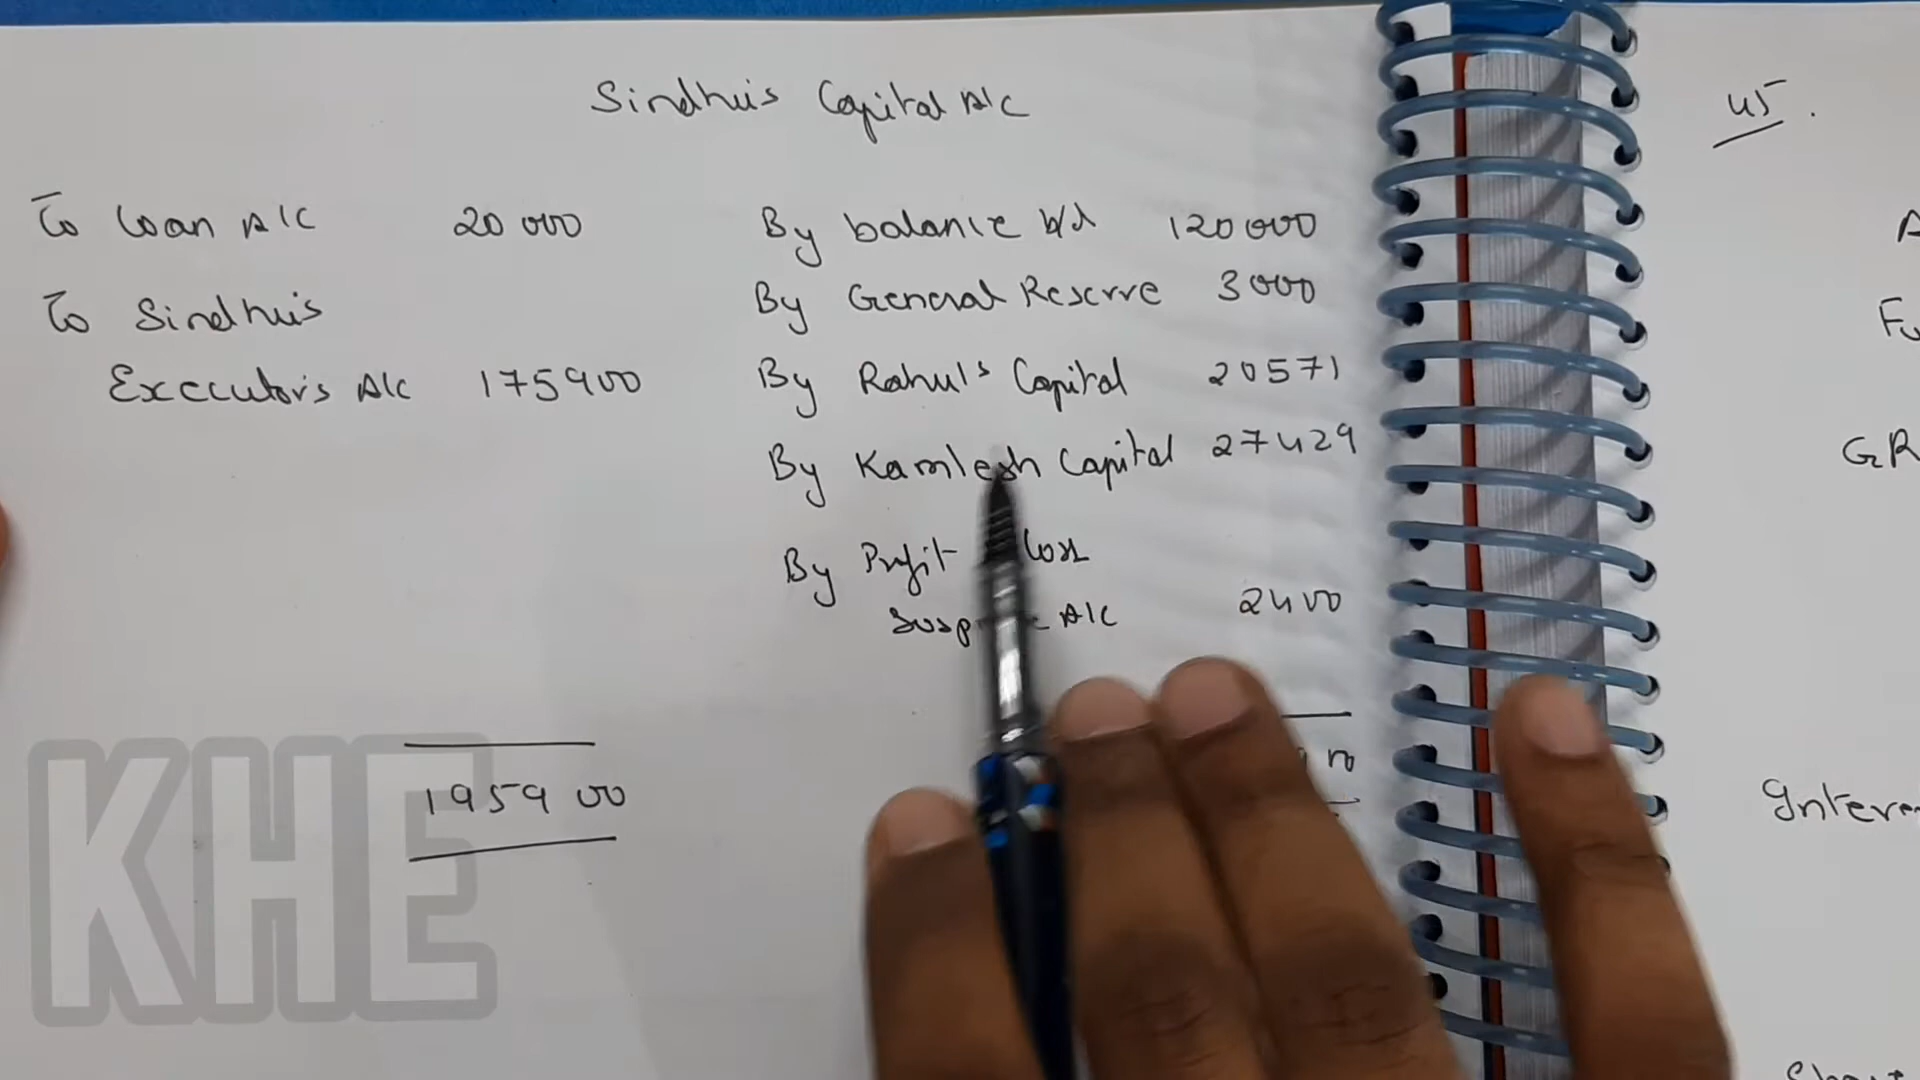 Sindhu's Capital A/C
To Loan A/C 20000
To Sindhu's
Executor's A/C 175900
195900
By balance b/d 120000
By General Reserve 3000
By Rahul's Capital 20571
By Kamlesh Capital 27429
By Profit Loss
A/C 2400
KHE
45.
GR